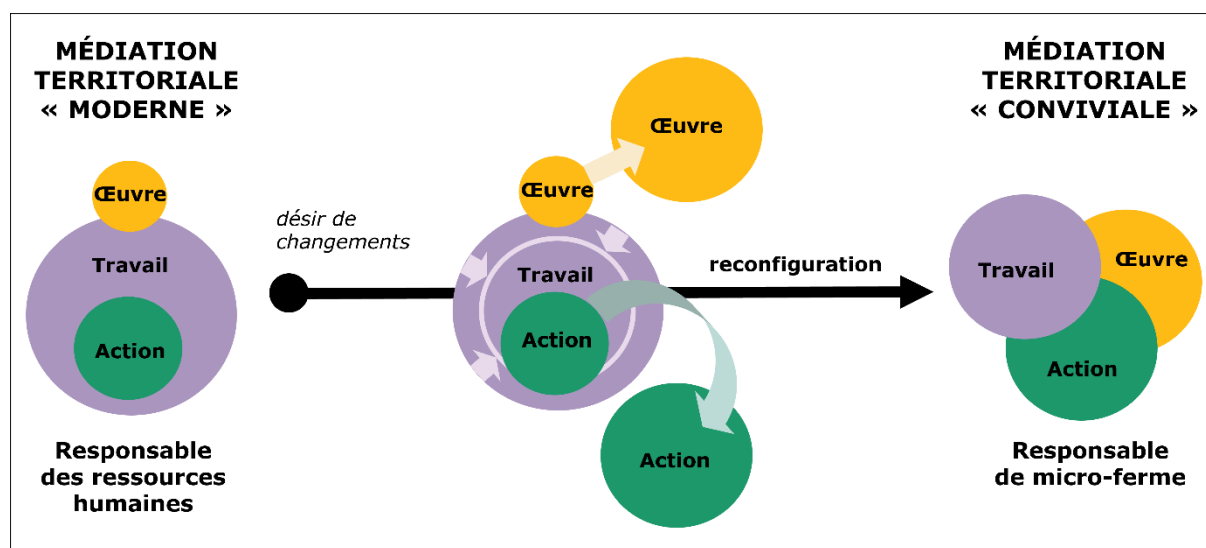 MÉDIATION
TERRITORIALE
« MODERNE »
Œuvre
Travail
Action
Responsable
des ressources
humaines
désir de
changements
Œuvre
Œuvre
Travail
Action
Action
reconfiguration
MÉDIATION
TERRITORIALE
« CONVIVIALE »
Travail
Œuvre
Action
Responsable
de micro-ferme